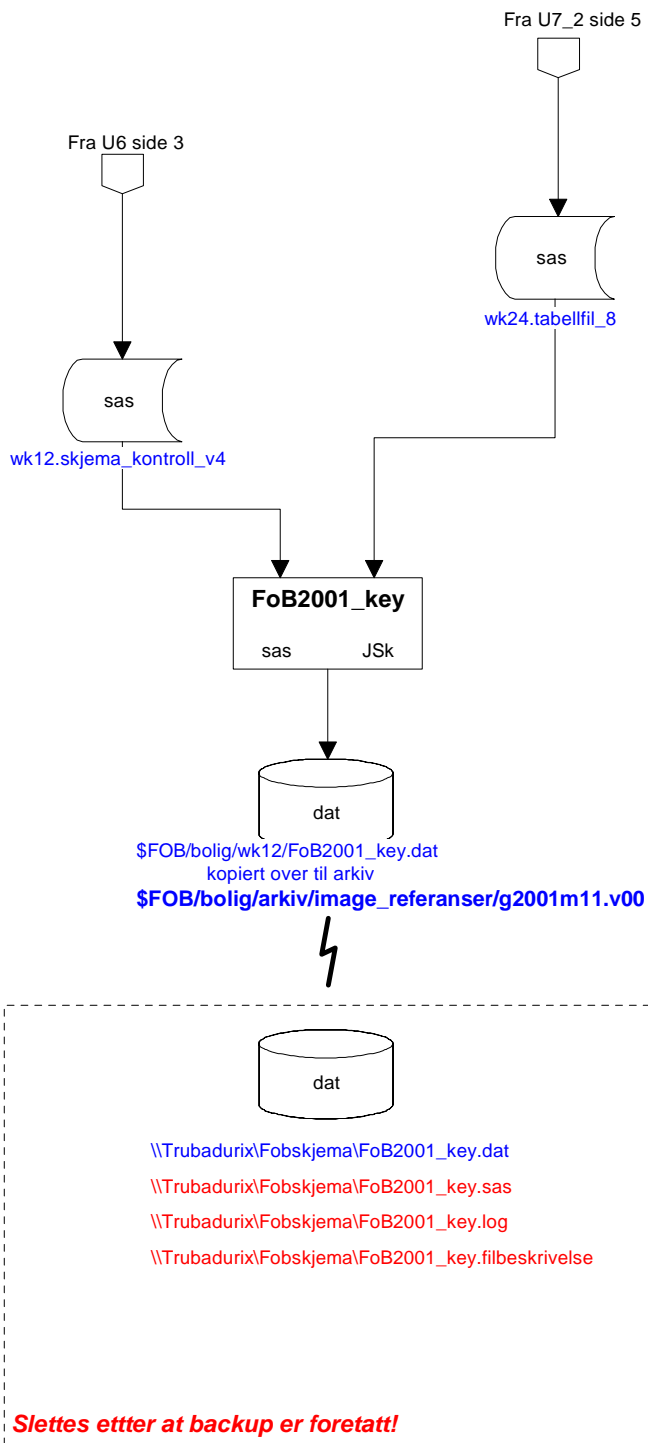 Fra U7_2 side 5
Fra U6 side 3
sas
wk24.tabellfil_8
sas
wk12.skjema_kontroll_v4
FoB2001_key
sas JSk
dat
$FOB/bolig/wk12/FoB2001_key.dat
kopiert over til arkiv
$FOB/bolig/arkiv/image_referanser/g2001m11.v00
dat
\\Trubadurix\Fobskjema\FoB2001_key.dat
\\Trubadurix\Fobskjema\FoB2001_key.sas
\\Trubadurix\Fobskjema\FoB2001_key.log
\\Trubadurix\Fobskjema\FoB2001_key.filbeskrivelse
Slettes ettter at backup er foretatt!